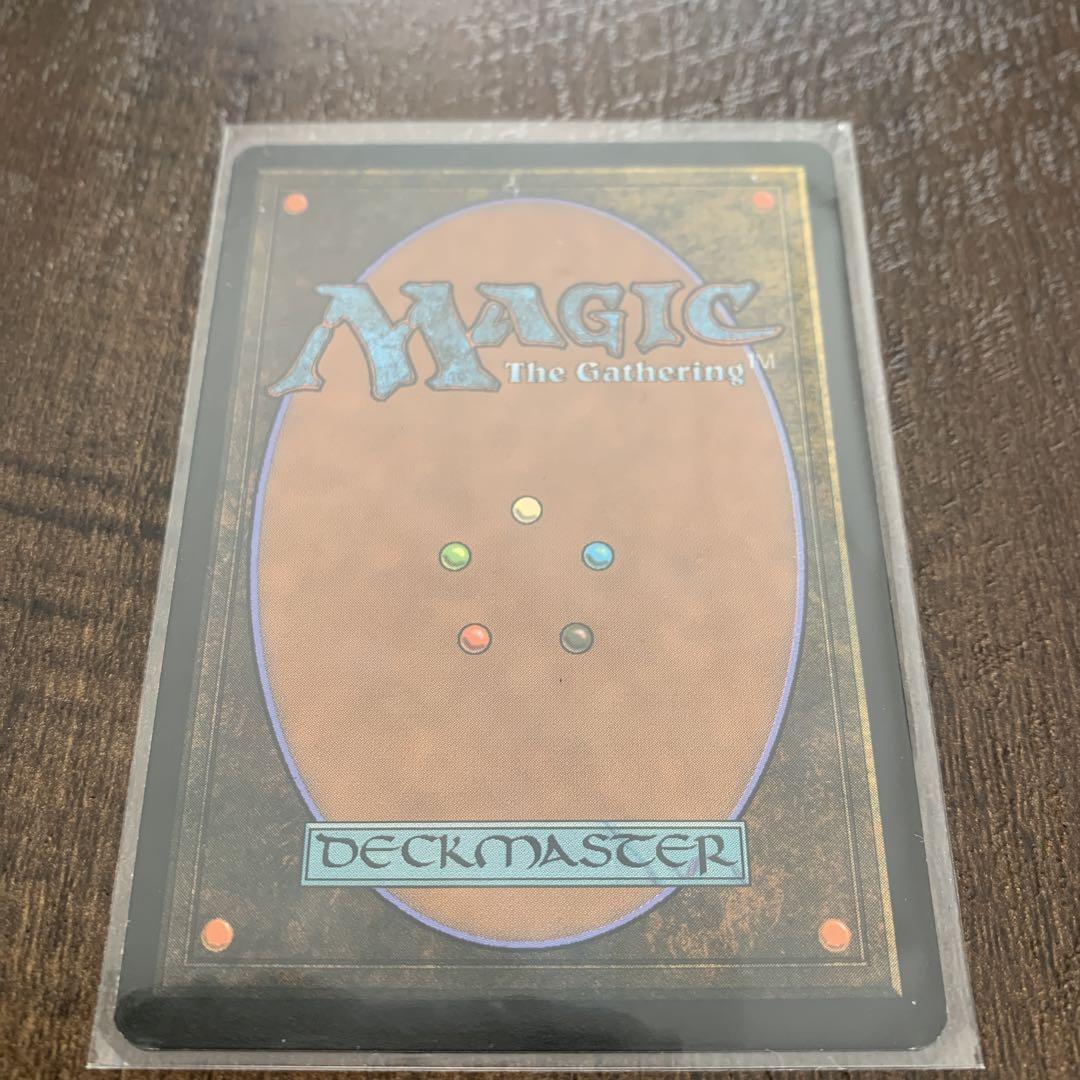 MAGIC
The Gathering™
DECKMASTER